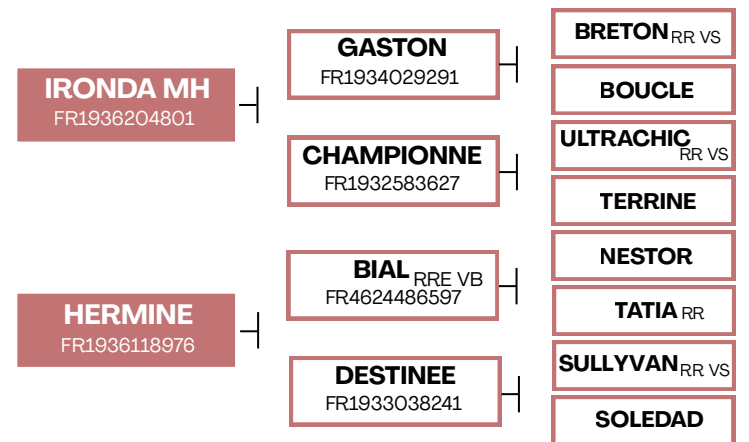 IRONDA MH
FR1936204801
GASTON
FR1934029291
BRETON RR VS
BOUCLE
CHAMPIONNE
FR1932583627
ULTRACHIC RR VS
TERRINE
HERMINE
FR1936118976
BIAL RRE VB
FR4624486597
NESTOR
TATIA RR
DESTINEE
FR1933038241
SULLYVAN RR VS
SOLEDAD